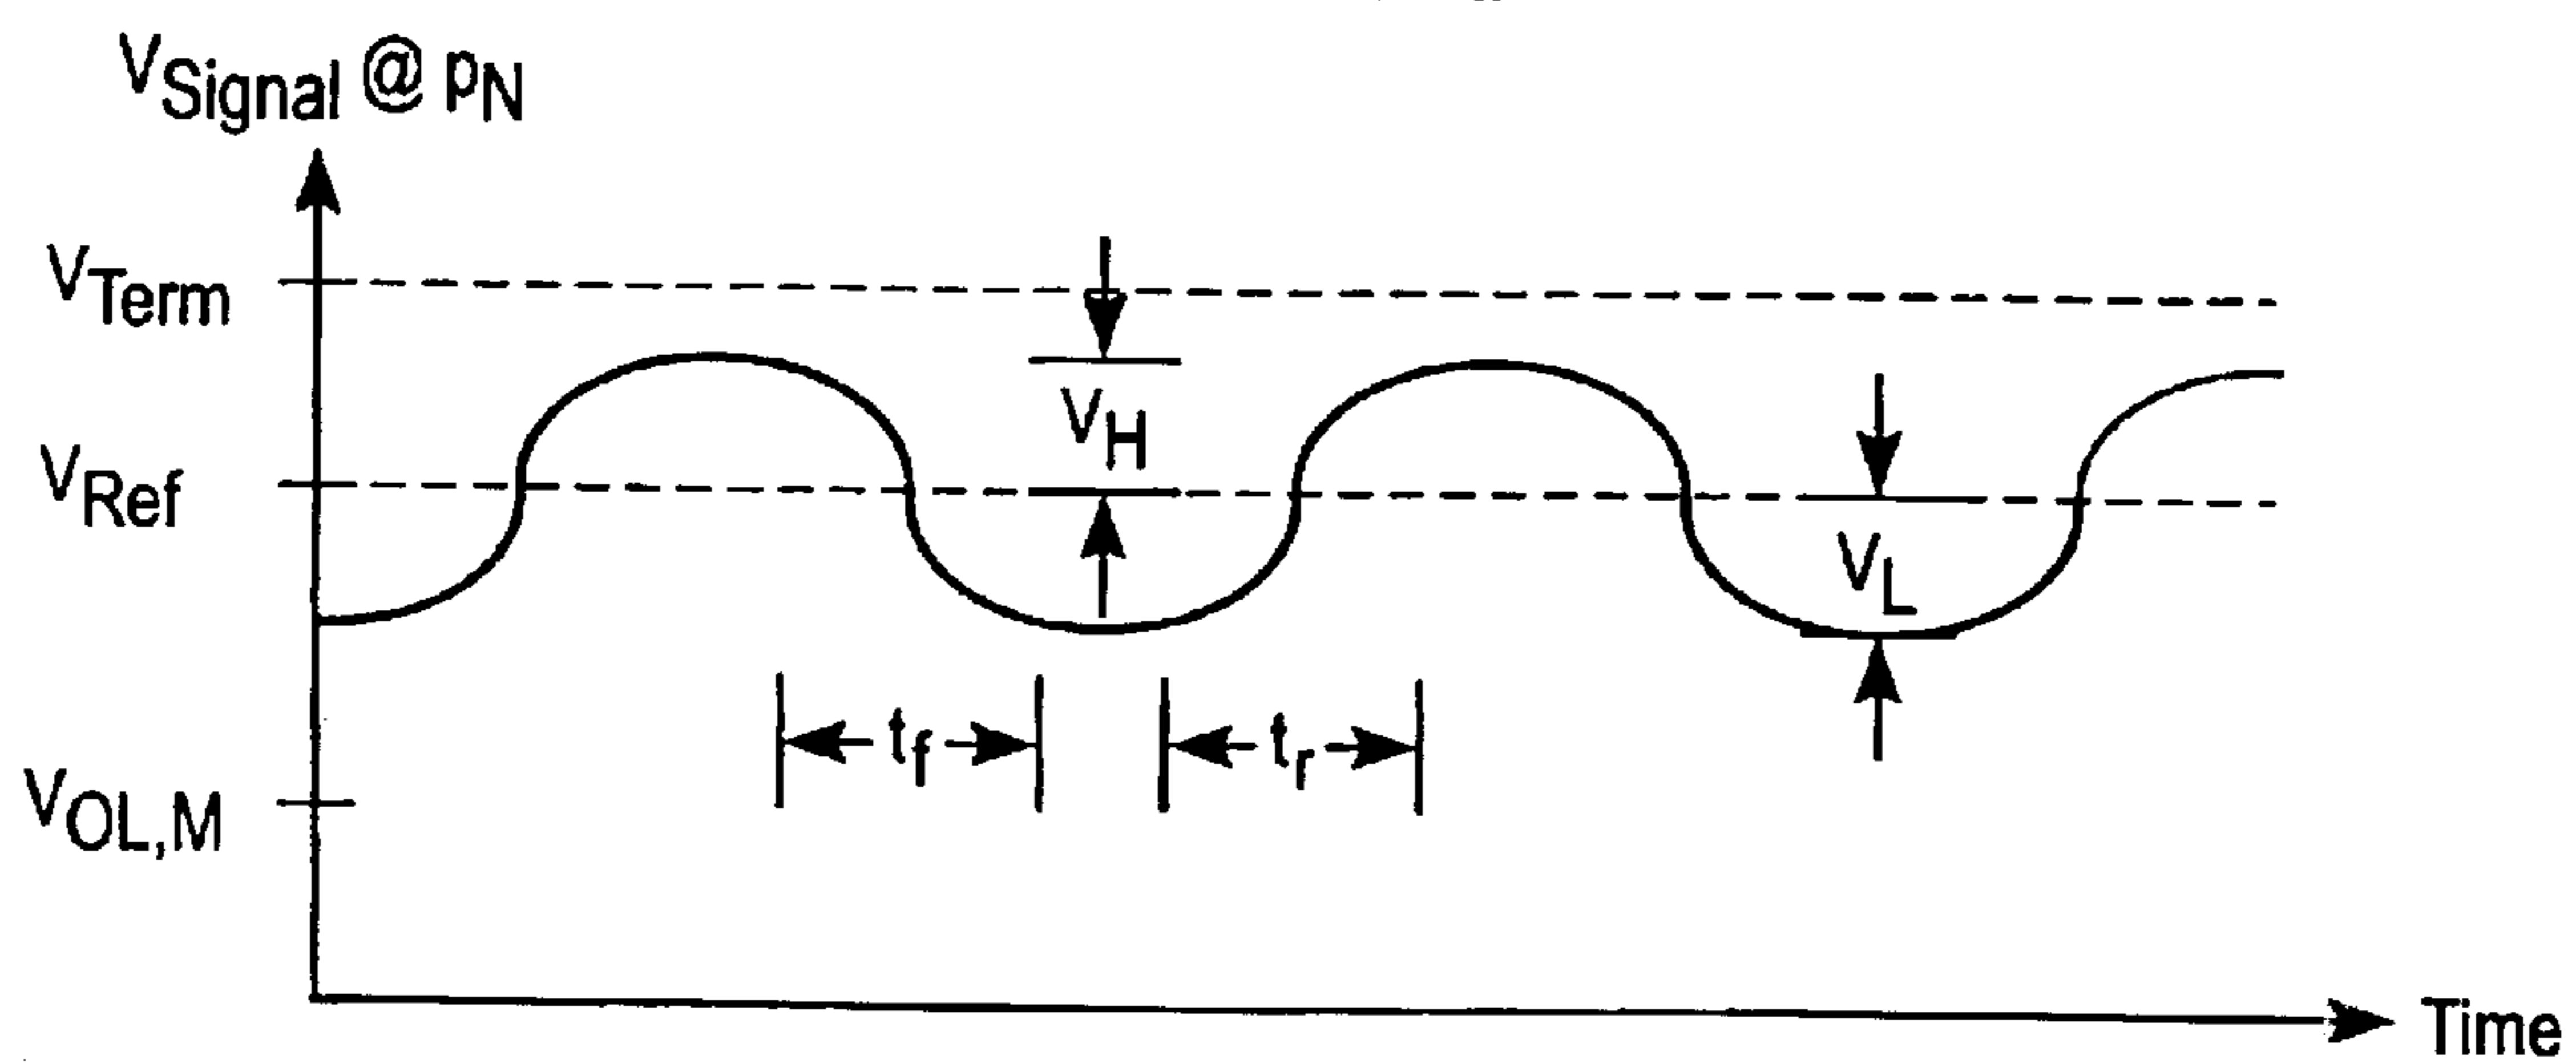 VSignal @ pN
VTerm
VH
VRef
VL
tf
tr
VOL,M
Time